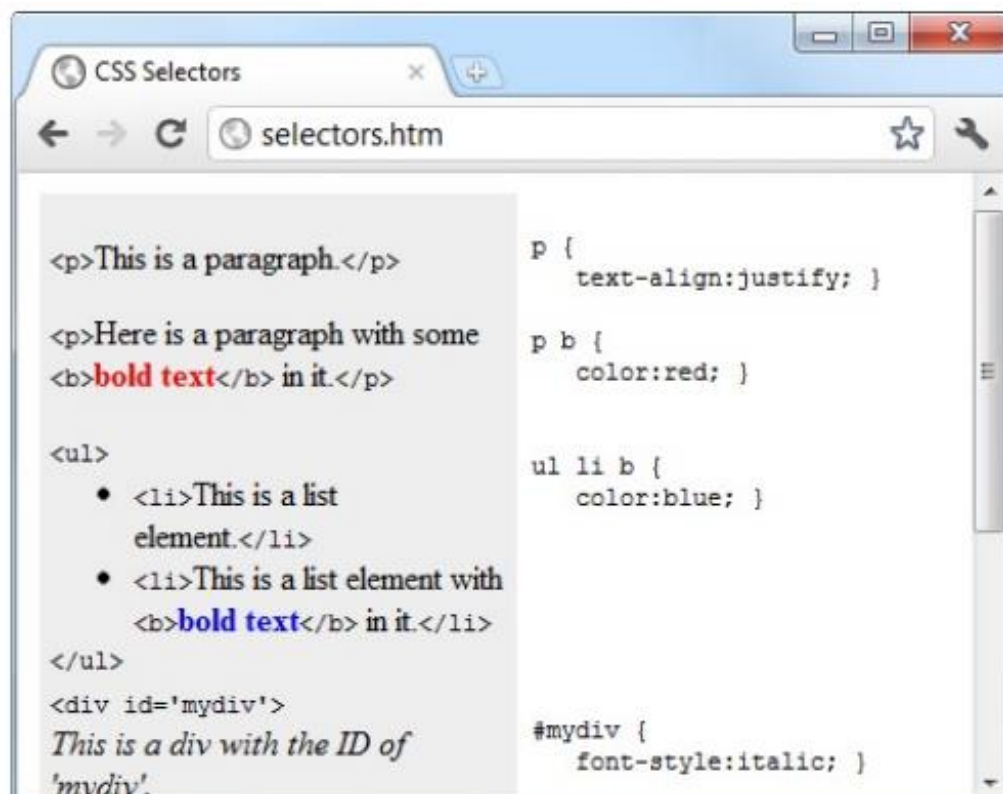 CSS Selectors
selectors.htm
<p>This is a paragraph.</p>
<p>Here is a paragraph with some
<b>bold text</b> in it.</p>
<ul>
• <li>This is a list
element.</li>
• <li>This is a list element with
<b>bold text</b> in it.</li>
</ul>
<div id='mydiv'>
This is a div with the ID of
'mydiv'.
p {
text-align:justify; }
p b {
color:red; }
ul li b {
color:blue; }
#mydiv {
font-style:italic; }